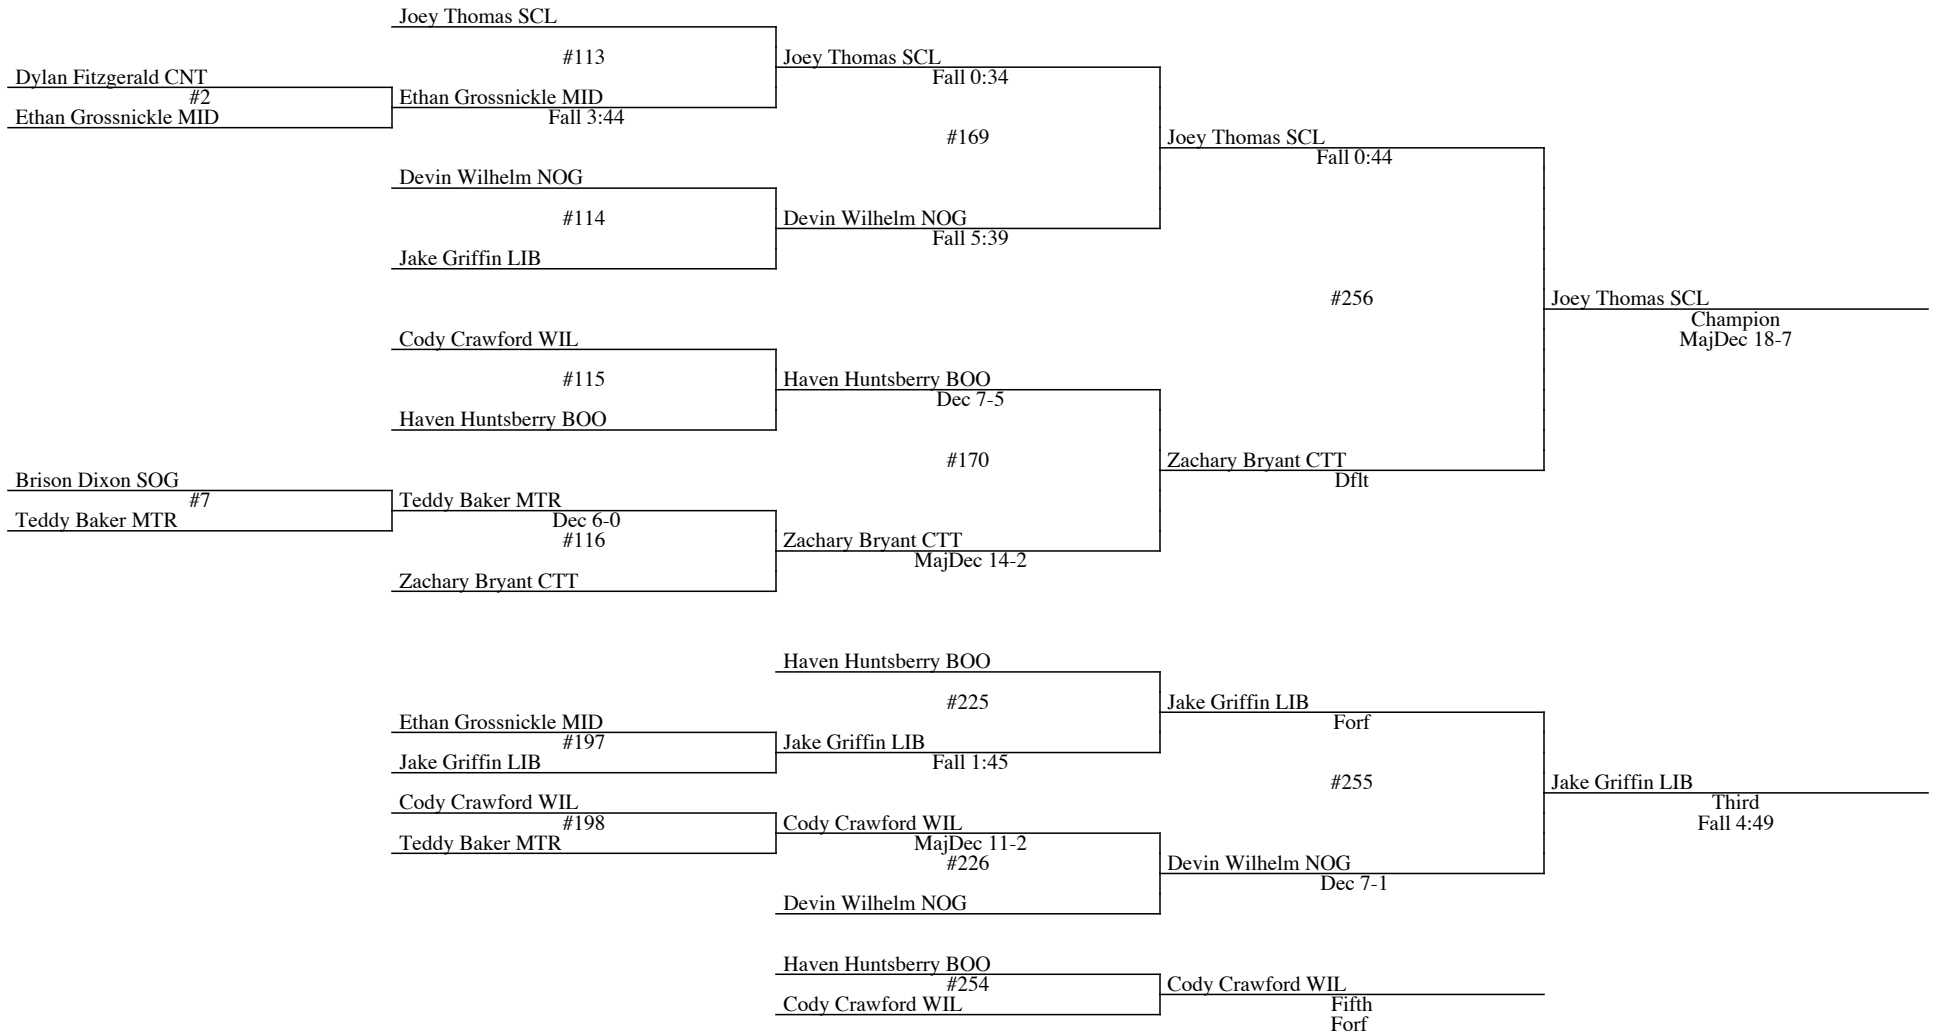 Joey Thomas SCL
#113
Joey Thomas SCL
Fall 0:34
Dylan Fitzgerald CNT
#2
Ethan Grossnickle MID
Ethan Grossnickle MID
Fall 3:44
#169
Joey Thomas SCL
Fall 0:44
Devin Wilhelm NOG
#114
Devin Wilhelm NOG
Fall 5:39
Jake Griffin LIB
#256
Joey Thomas SCL
Champion
MajDec 18-7
Cody Crawford WIL
#115
Haven Huntsberry BOO
Dec 7-5
Haven Huntsberry BOO
#170
Zachary Bryant CTT
Dflt
Brison Dixon SOG
#7
Teddy Baker MTR
Teddy Baker MTR
Dec 6-0
#116
Zachary Bryant CTT
MajDec 14-2
Zachary Bryant CTT
Haven Huntsberry BOO
#225
Jake Griffin LIB
Forf
Ethan Grossnickle MID
#197
Jake Griffin LIB
Jake Griffin LIB
Fall 1:45
#255
Jake Griffin LIB
Third
Fall 4:49
Cody Crawford WIL
#198
Teddy Baker MTR
Cody Crawford WIL
MajDec 11-2
#226
Devin Wilhelm NOG
Dec 7-1
Devin Wilhelm NOG
Haven Huntsberry BOO
#254
Cody Crawford WIL
Cody Crawford WIL
Fifth
Forf